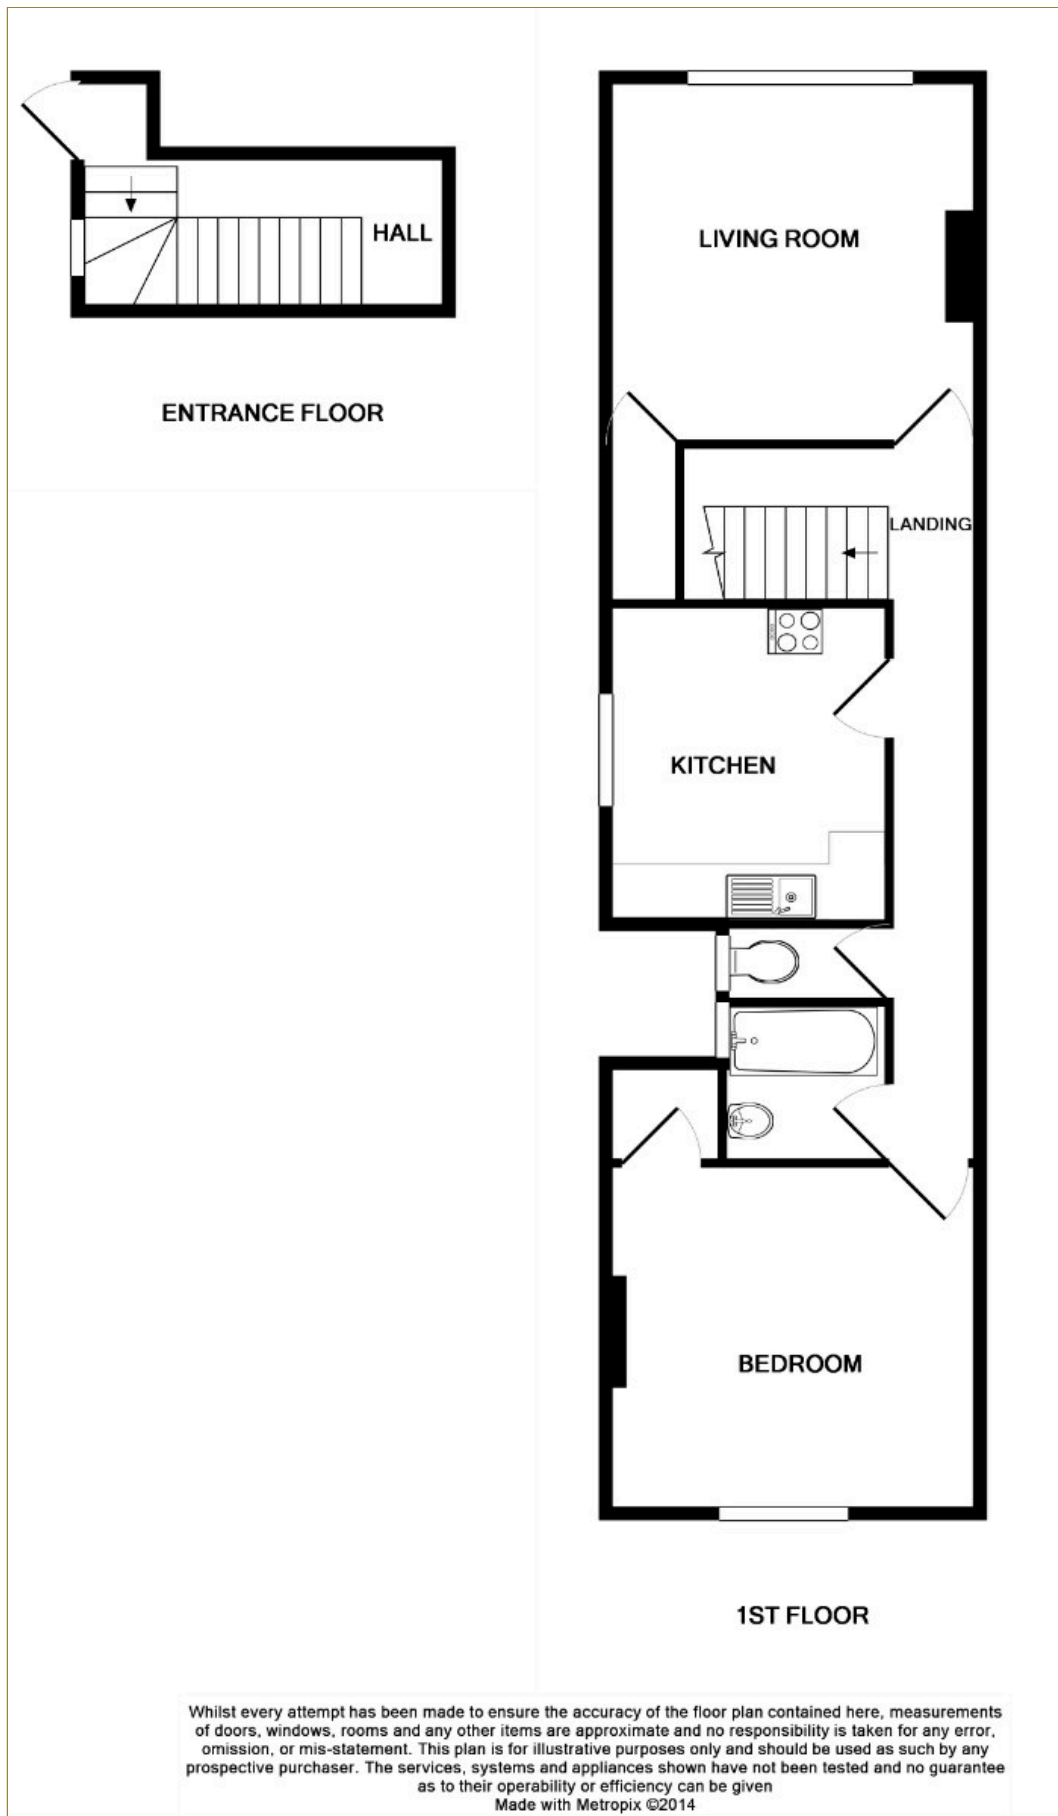 HALL
ENTRANCE FLOOR
LIVING ROOM
LANDING
KITCHEN
BEDROOM
1ST FLOOR
Whilst every attempt has been made to ensure the accuracy of the floor plan contained here, measurements
of doors, windows, rooms and any other items are approximate and no responsibility is taken for any error,
omission, or mis-statement. This plan is for illustrative purposes only and should be used as such by any
prospective purchaser. The services, systems and appliances shown have not been tested and no guarantee
as to their operability or efficiency can be given
Made with Metropix ©2014